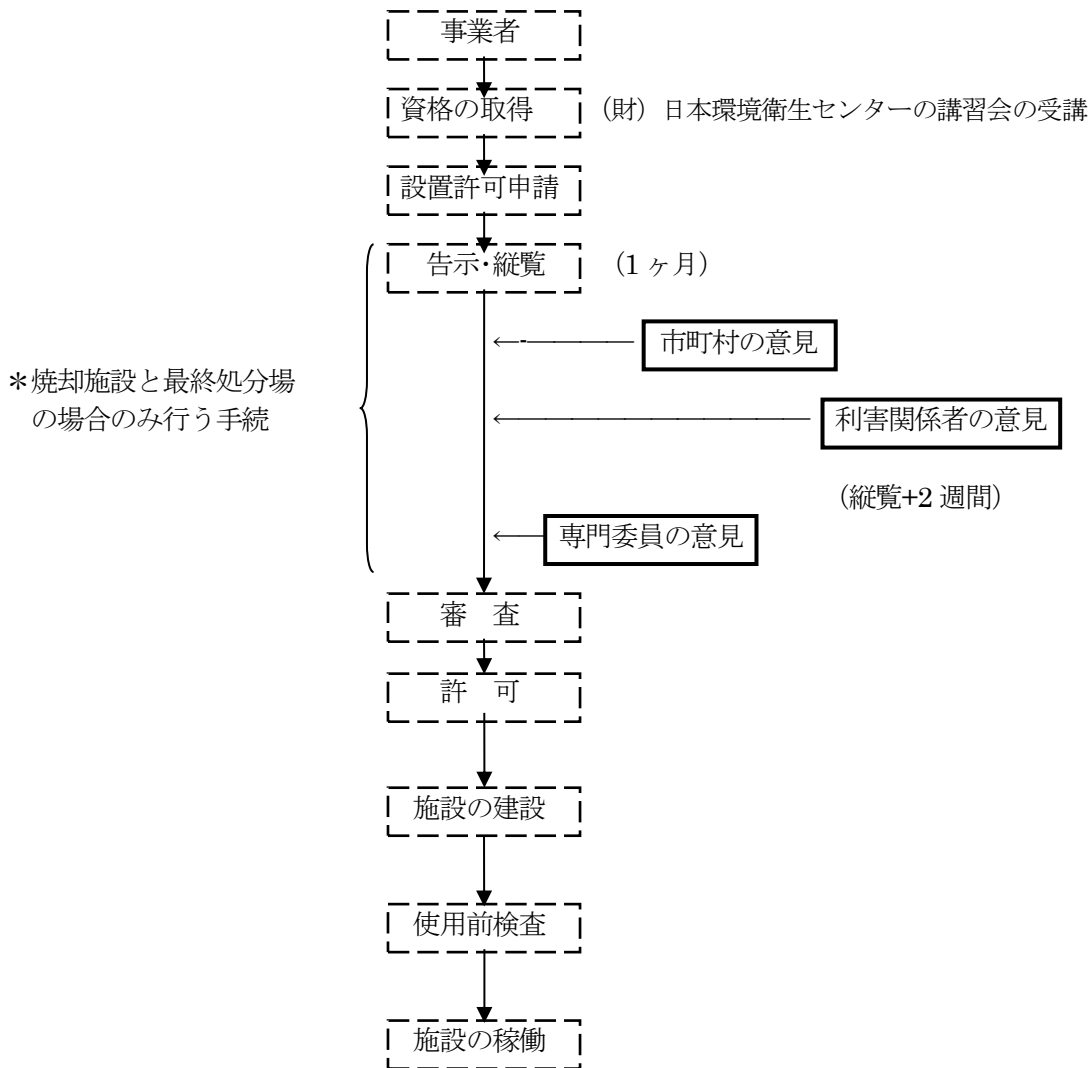 事業者
資格の取得 (財)日本環境衛生センターの講習会の受講
設置許可申請
告示・縦覧 (1ヶ月)
市町村の意見
*焼却施設と最終処分場
の場合のみ行う手続
利害関係者の意見
(縦覧+2週間)
専門委員の意見
審 査
許 可
施設の建設
使用前検査
施設の稼働